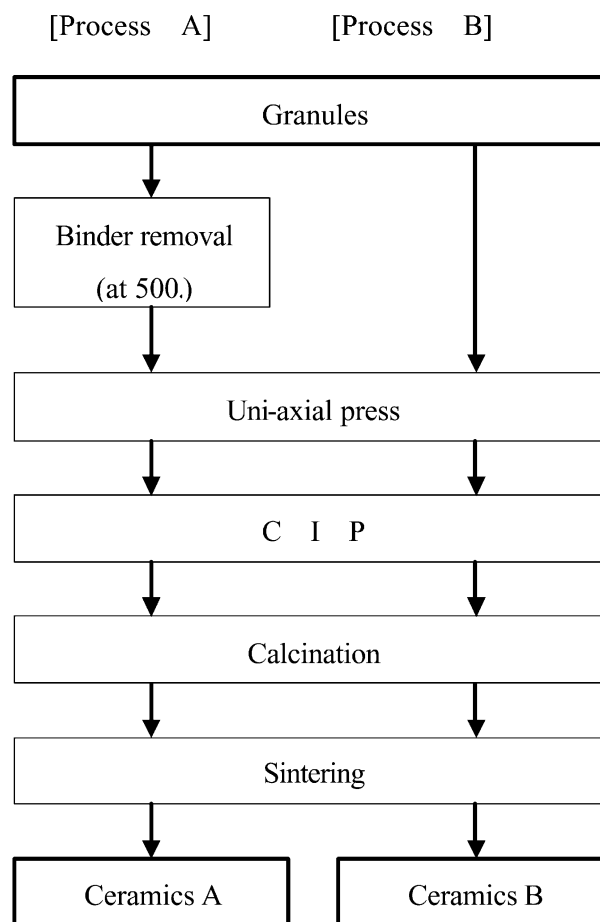 [Process A] [Process B]
Granules
Binder removal
(at 500.)
Uni-axial press
C I P
Calcination
Sintering
Ceramics A Ceramics B